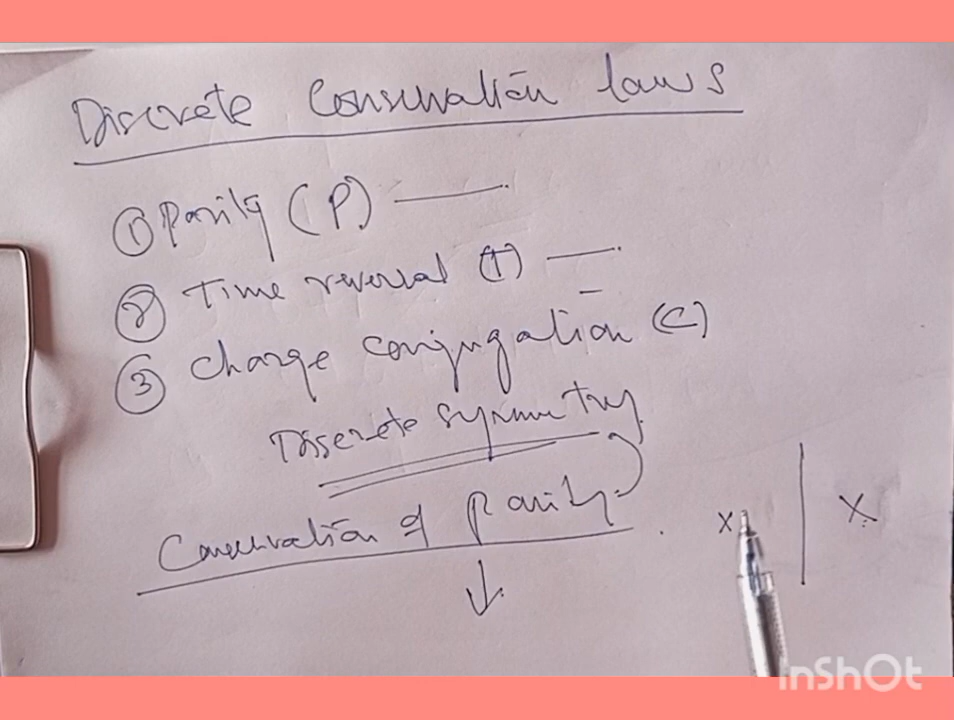 Discrete Conservation laws
① Parity (P) —
② Time reversal (T) —
③ Charge conjugation (C)
Discrete symmetry
Conservation of Parity.
x | x
InShOt